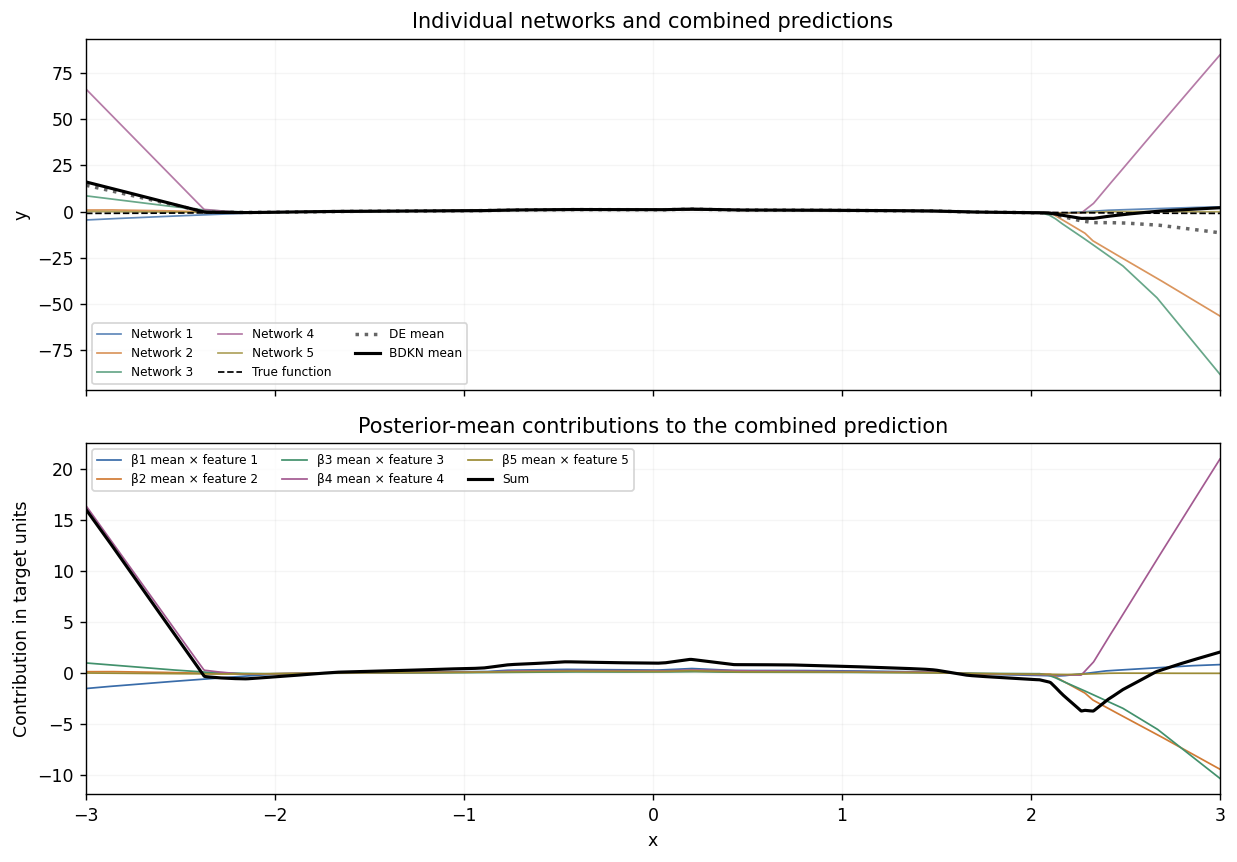 Individual networks and combined predictions
75
50
25
0
−25
−50
−75
y
Network 1 Network 4 DE mean
Network 2 Network 5 BDKN mean
Network 3 True function
Posterior-mean contributions to the combined prediction
β1 mean × feature 1 β3 mean × feature 3 β5 mean × feature 5
β2 mean × feature 2 β4 mean × feature 4 Sum
20
15
10
5
0
−5
−10
Contribution in target units
−3 −2 −1 0 1 2 3
x